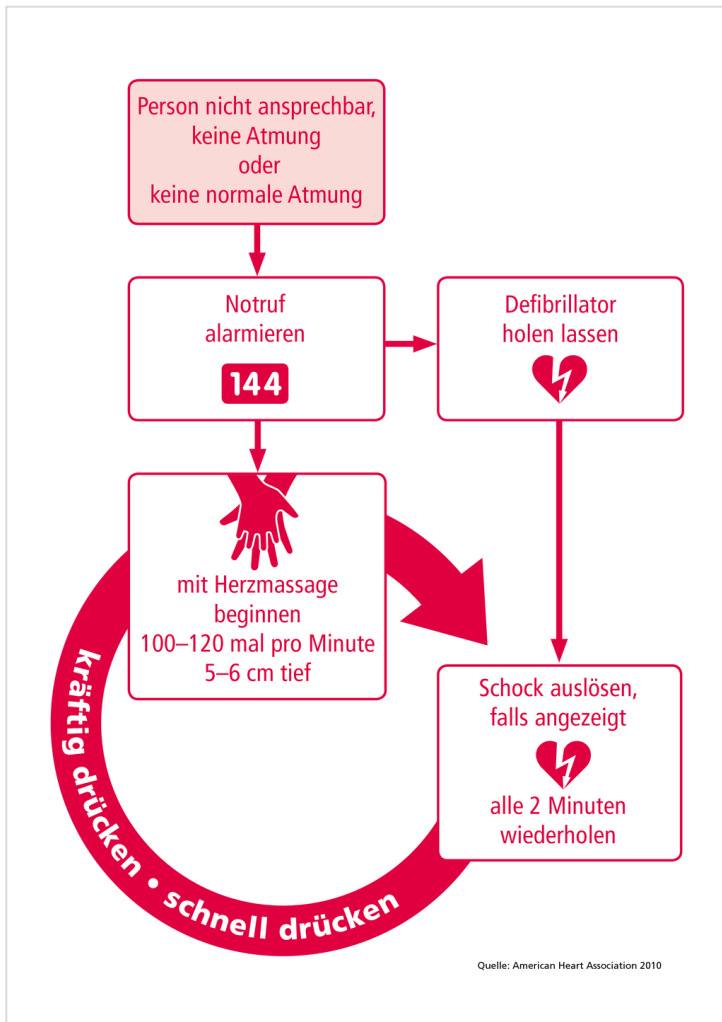 Person nicht ansprechbar,
keine Atmung
oder
keine normale Atmung
Notruf
alarmieren
144
Defibrillator
holen lassen
mit Herzmassage
beginnen
100–120 mal pro Minute
5–6 cm tief
Schock auslösen,
falls angezeigt
alle 2 Minuten
wiederholen
kräftig drücken • schnell drücken
Quelle: American Heart Association 2010